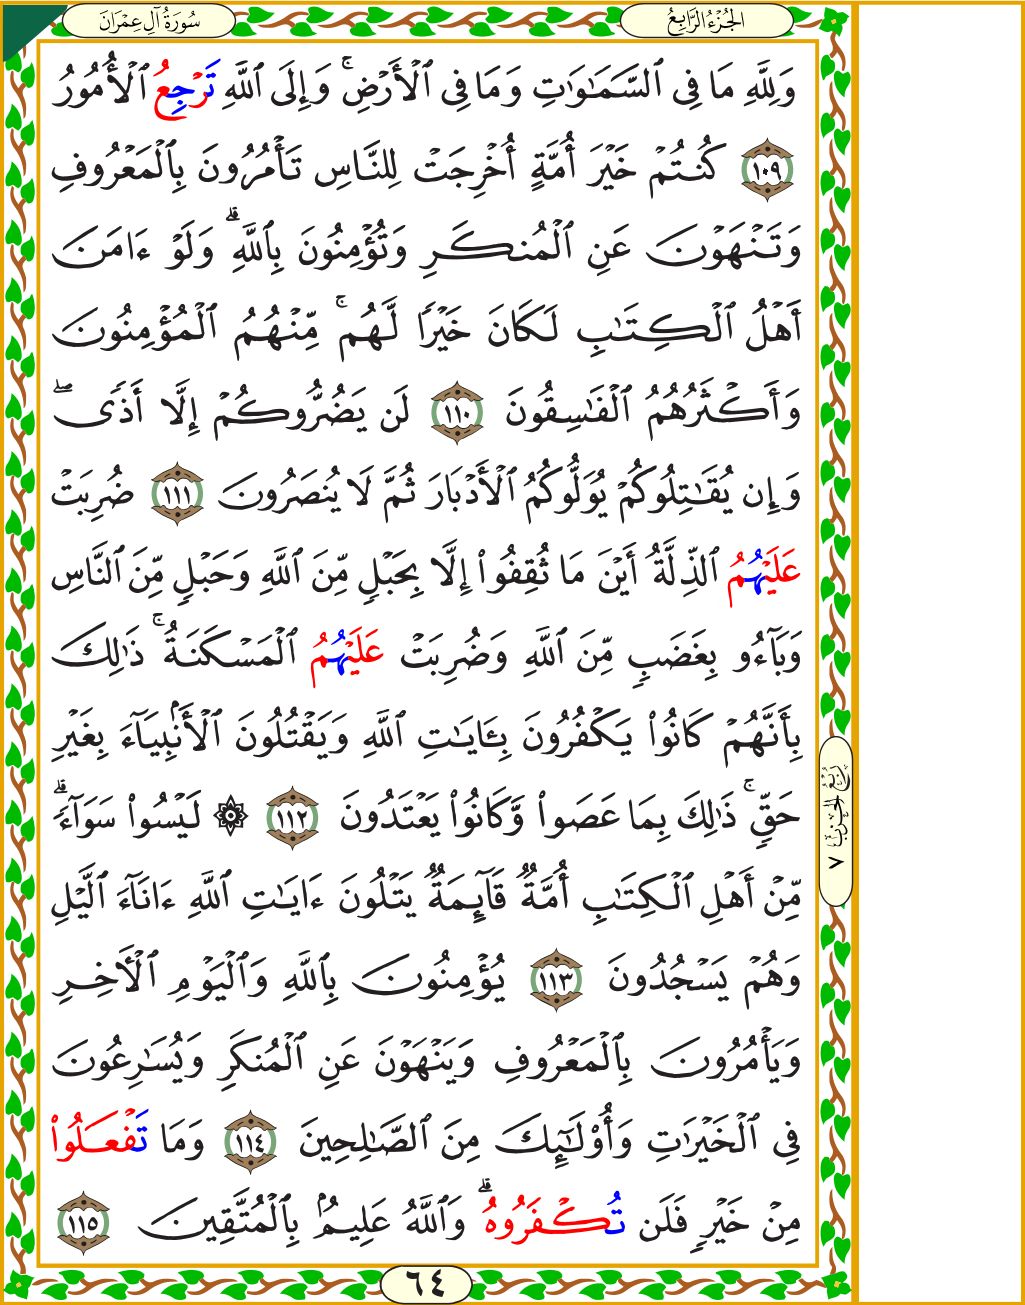 الجُزْءُ الرَّابِعُ
سُورَةُ آلِ عِمْرَانَ
وَلِلَّهِ مَا فِى ٱلسَّمَٰوَٰتِ وَمَا فِى ٱلْأَرْضِ ۚ وَإِلَى ٱللَّهِ تَرْجِعُ ٱلْأُمُورُ
١٠٩ كُنتُمْ خَيْرَ أُمَّةٍ أُخْرِجَتْ لِلنَّاسِ تَأْمُرُونَ بِٱلْمَعْرُوفِ
وَتَنْهَوْنَ عَنِ ٱلْمُنكَرِ وَتُؤْمِنُونَ بِٱللَّهِ ۗ وَلَوْ ءَامَنَ
أَهْلُ ٱلْكِتَٰبِ لَكَانَ خَيْرًا لَّهُم ۚ مِّنْهُمُ ٱلْمُؤْمِنُونَ
وَأَكْثَرُهُمُ ٱلْفَٰسِقُونَ ١١٠ لَن يَضُرُّوكُمْ إِلَّا أَذًى ۖ
وَإِن يُقَٰتِلُوكُمْ يُوَلُّوكُمُ ٱلْأَدْبَارَ ثُمَّ لَا يُنصَرُونَ ١١١ ضُرِبَتْ
عَلَيْهُمُ ٱلذِّلَّةُ أَيْنَ مَا ثُقِفُوا۟ إِلَّا بِحَبْلٍ مِّنَ ٱللَّهِ وَحَبْلٍ مِّنَ ٱلنَّاسِ
وَبَآءُو بِغَضَبٍ مِّنَ ٱللَّهِ وَضُرِبَتْ عَلَيْهُمُ ٱلْمَسْكَنَةُ ۚ ذَٰلِكَ
بِأَنَّهُمْ كَانُوا۟ يَكْفُرُونَ بِـَٔايَٰتِ ٱللَّهِ وَيَقْتُلُونَ ٱلْأَنۢبِيَآءَ بِغَيْرِ
حَقٍّ ۚ ذَٰلِكَ بِمَا عَصَوا۟ وَّكَانُوا۟ يَعْتَدُونَ ١١٢ ۞ لَيْسُوا۟ سَوَآءً ۗ
مِّنْ أَهْلِ ٱلْكِتَٰبِ أُمَّةٌ قَآئِمَةٌ يَتْلُونَ ءَايَٰتِ ٱللَّهِ ءَانَآءَ ٱلَّيْلِ
وَهُمْ يَسْجُدُونَ ١١٣ يُؤْمِنُونَ بِٱللَّهِ وَٱلْيَوْمِ ٱلْأَخِرِ
وَيَأْمُرُونَ بِٱلْمَعْرُوفِ وَيَنْهَوْنَ عَنِ ٱلْمُنكَرِ وَيُسَٰرِعُونَ
فِى ٱلْخَيْرَٰتِ وَأُو۟لَٰٓئِكَ مِنَ ٱلصَّٰلِحِينَ ١١٤ وَمَا تَفْعَلُوا۟
مِنْ خَيْرٍ فَلَن تُكْفَرُوهُ ۗ وَٱللَّهُ عَلِيمٌۢ بِٱلْمُتَّقِينَ ١١٥
رُبْعُ الحِزْبِ ٧
٦٤